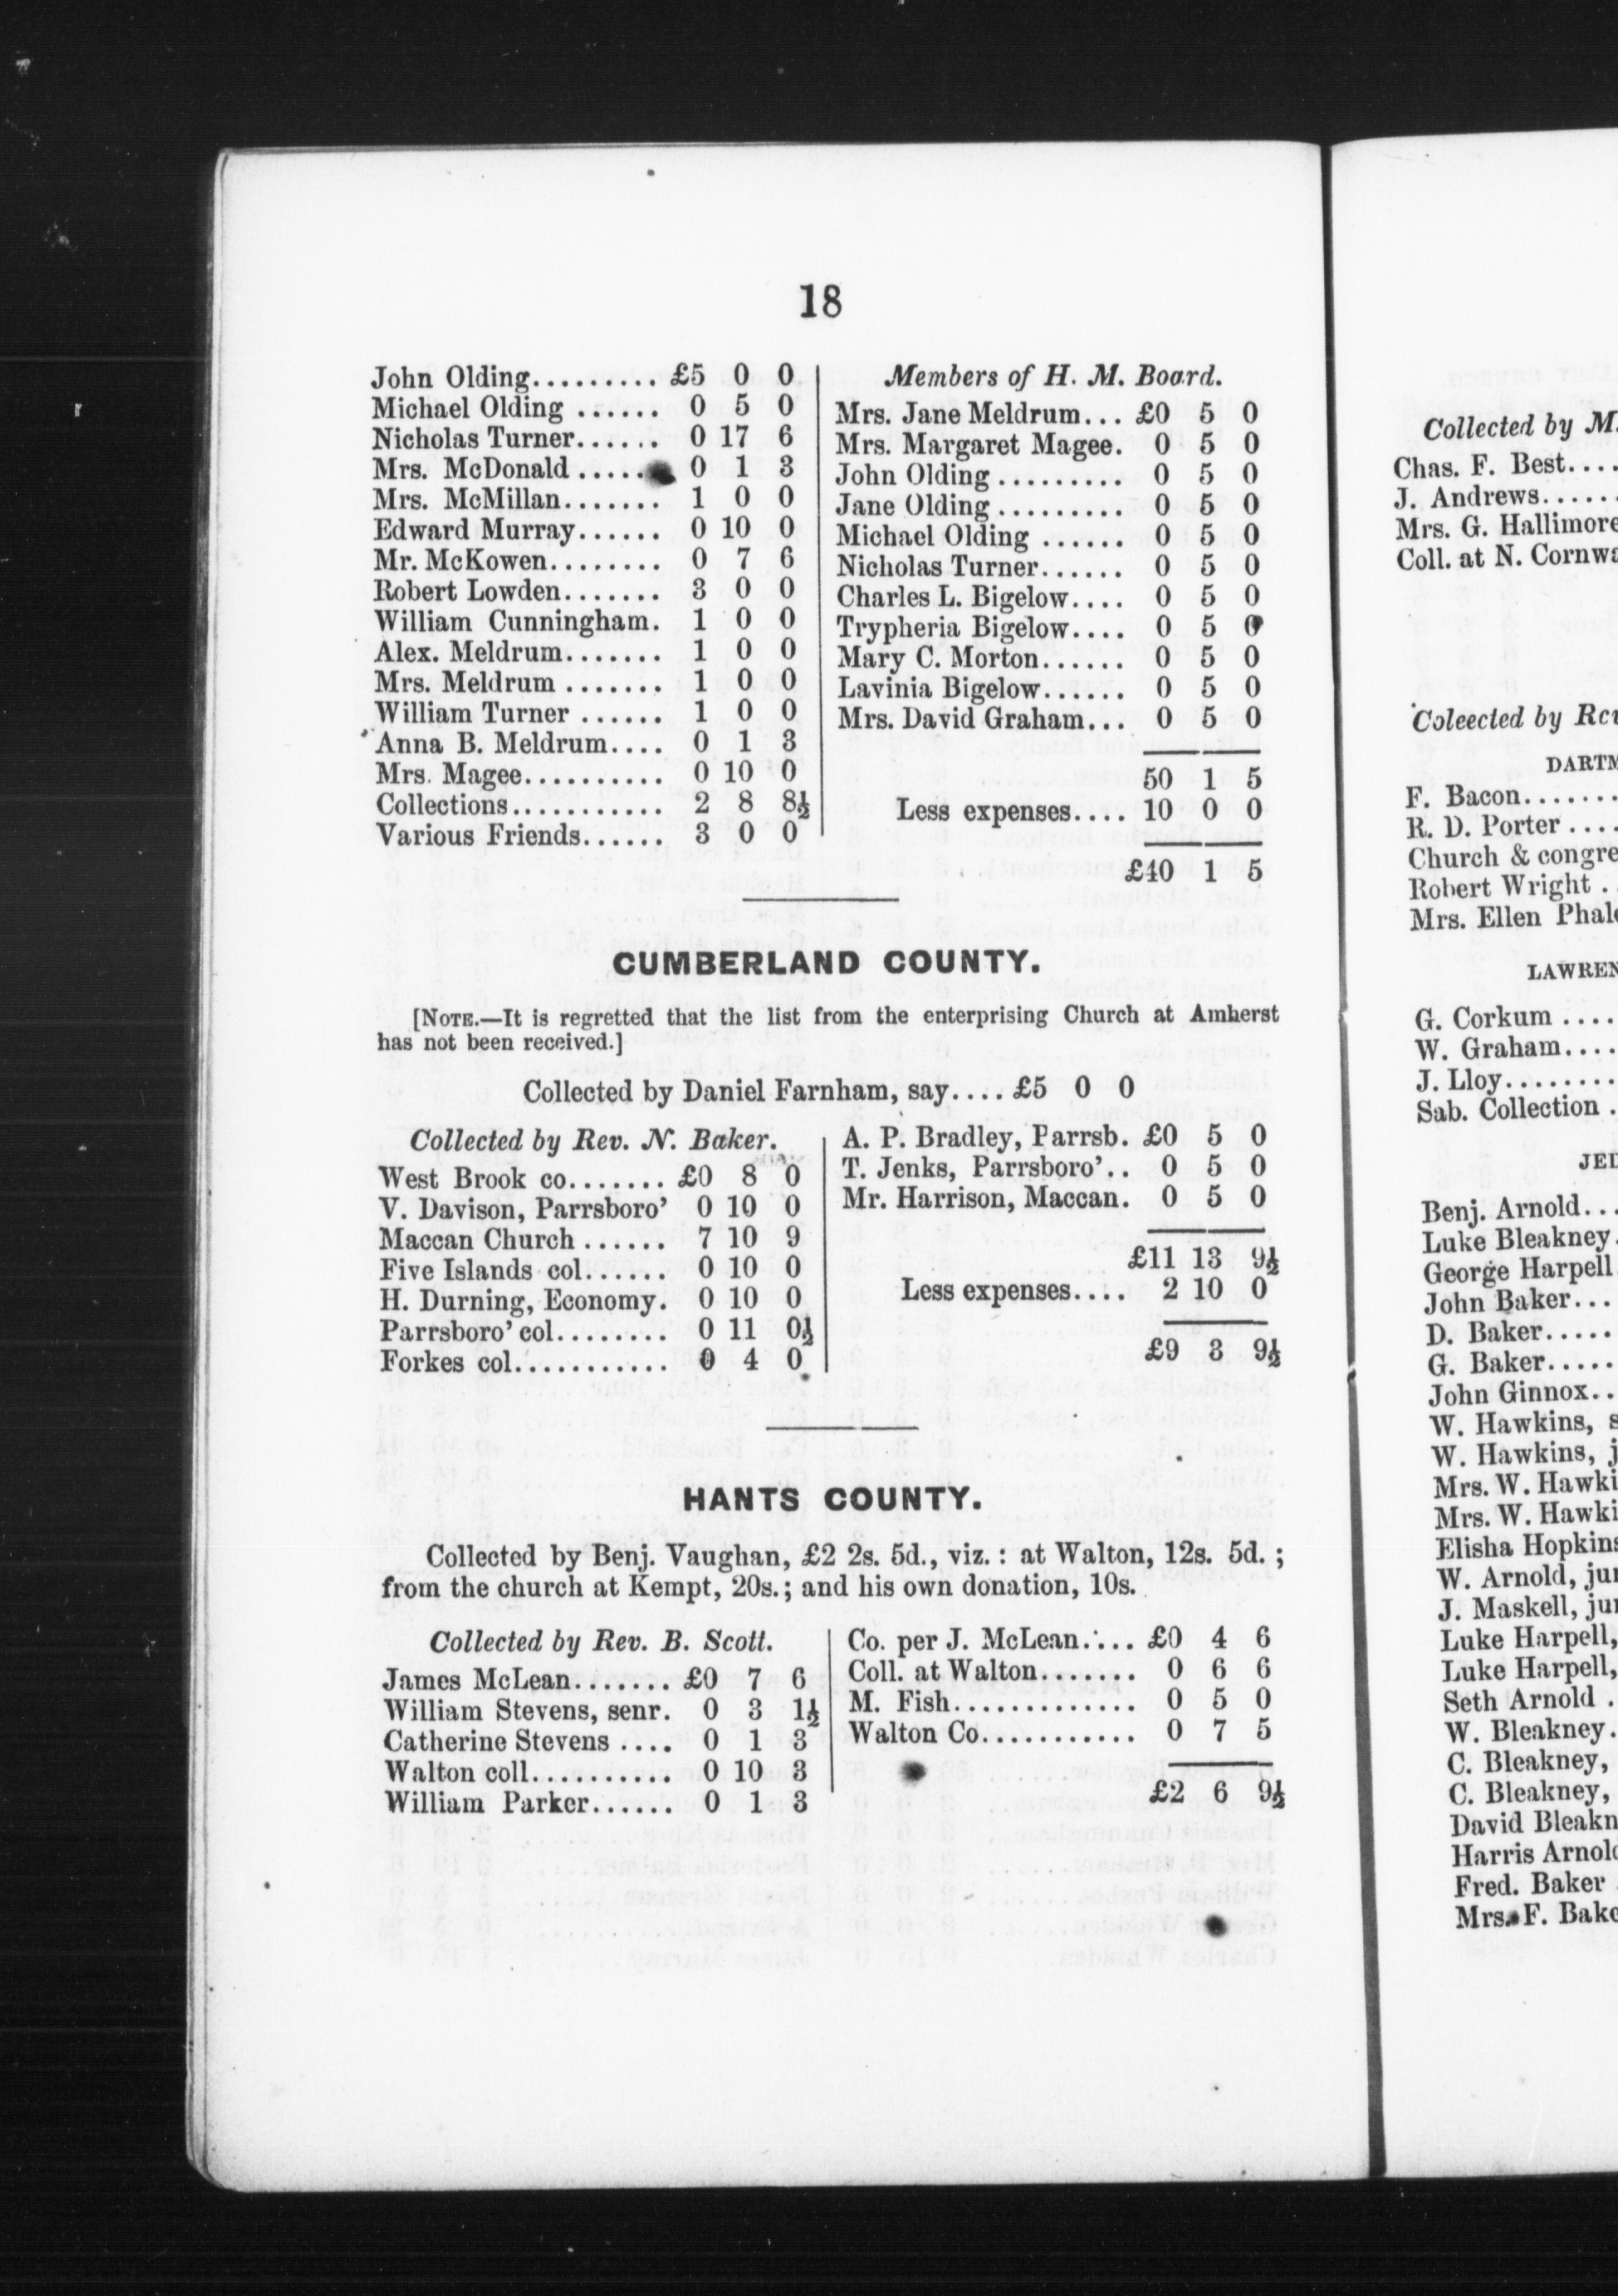 18
John Olding.......... £5 0 0
Michael Olding ...... 0 5 0
Nicholas Turner...... 0 17 6
Mrs. McDonald ...... 0 1 3
Mrs. McMillan....... 1 0 0
Edward Murray...... 0 10 0
Mr. McKowen........ 0 7 6
Robert Lowden....... 3 0 0
William Cunningham. 1 0 0
Alex. Meldrum....... 1 0 0
Mrs. Meldrum ....... 1 0 0
William Turner ...... 1 0 0
Anna B. Meldrum.... 0 1 3
Mrs. Magee.......... 0 10 0
Collections............ 2 8 8½
Various Friends...... 3 0 0
Members of H. M. Board.
Mrs. Jane Meldrum... £0 5 0
Mrs. Margaret Magee. 0 5 0
John Olding ......... 0 5 0
Jane Olding ......... 0 5 0
Michael Olding ...... 0 5 0
Nicholas Turner...... 0 5 0
Charles L. Bigelow.... 0 5 0
Trypheria Bigelow.... 0 5 0
Mary C. Morton...... 0 5 0
Lavinia Bigelow...... 0 5 0
Mrs. David Graham... 0 5 0
50 1 5
Less expenses.... 10 0 0
£40 1 5
CUMBERLAND COUNTY.
[NOTE.—It is regretted that the list from the enterprising Church at Amherst
has not been received.]
Collected by Daniel Farnham, say.... £5 0 0
Collected by Rev. N. Baker.
West Brook co....... £0 8 0
V. Davison, Parrsboro' 0 10 0
Maccan Church ...... 7 10 9
Five Islands col...... 0 10 0
H. Durning, Economy. 0 10 0
Parrsboro' col........ 0 11 0½
Forkes col........... 0 4 0
A. P. Bradley, Parrsb. £0 5 0
T. Jenks, Parrsboro'.. 0 5 0
Mr. Harrison, Maccan. 0 5 0
£11 13 9½
Less expenses.... 2 10 0
£9 3 9½
HANTS COUNTY.
Collected by Benj. Vaughan, £2 2s. 5d., viz. : at Walton, 12s. 5d. ;
from the church at Kempt, 20s.; and his own donation, 10s.
Collected by Rev. B. Scott.
James McLean....... £0 7 6
William Stevens, senr. 0 3 1½
Catherine Stevens .... 0 1 3
Walton coll........... 0 10 3
William Parker...... 0 1 3
Co. per J. McLean.... £0 4 6
Coll. at Walton....... 0 6 6
M. Fish............. 0 5 0
Walton Co........... 0 7 5
£2 6 9½
Collected by M.
Chas. F. Best....
J. Andrews.....
Mrs. G. Hallimore
Coll. at N.
Coleected by
F. Bacon.......
R. D. Porter ....
Church &
Robert Wright .
Mrs. Ellen
G. Corkum ....
W. Graham....
J. Lloy........
Sab. Collection .
Benj. Arnold...
Luke Bleakney.
George Harpell
John Baker...
D. Baker.....
G. Baker.....
John Ginnox..
W. Hawkins,
W. Hawkins,
Mrs. W.
Mrs. W.
Elisha
W. Arnold,
J. Maskell,
Luke Harpell,
Luke Harpell,
Seth Arnold .
W. Bleakney.
C. Bleakney,
C. Bleakney,
David
Harris
Fred. Baker
Mrs. F.